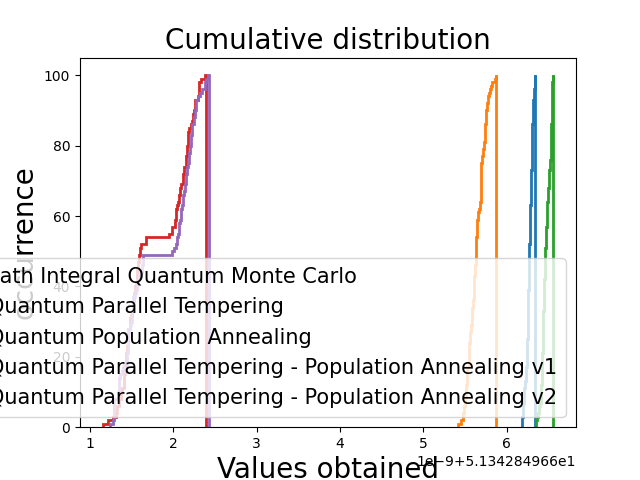 Cumulative distribution
100
80
60
40
20
0
occurrence
ath Integral Quantum Monte Carlo
Quantum Parallel Tempering
Quantum Population Annealing
Quantum Parallel Tempering - Population Annealing v1
Quantum Parallel Tempering - Population Annealing v2
1 2 3 4 5 6
1e−9+5.134284966e1
Values obtained